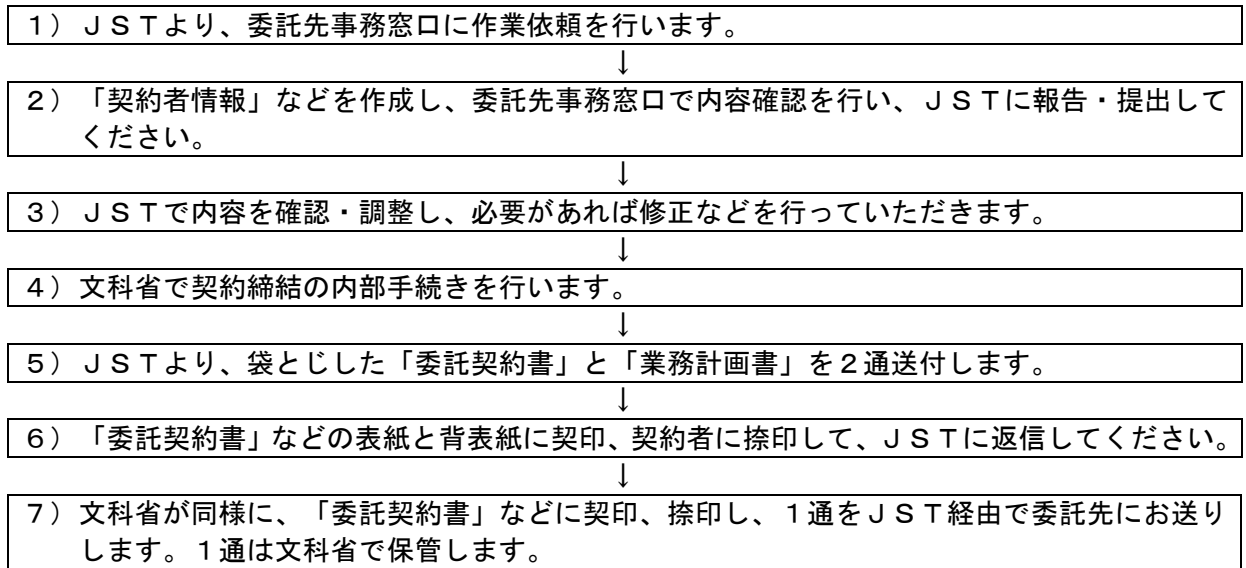 １）ＪＳＴより、委託先事務窓口に作業依頼を行います。
↓
２）「契約者情報」などを作成し、委託先事務窓口で内容確認を行い、ＪＳＴに報告・提出して
ください。
↓
３）ＪＳＴで内容を確認・調整し、必要があれば修正などを行っていただきます。
↓
４）文科省で契約締結の内部手続きを行います。
↓
５）ＪＳＴより、袋とじした「委託契約書」と「業務計画書」を２通送付します。
↓
６）「委託契約書」などの表紙と背表紙に契印、契約者に捺印して、ＪＳＴに返信してください。
↓
７）文科省が同様に、「委託契約書」などに契印、捺印し、１通をＪＳＴ経由で委託先にお送り
します。１通は文科省で保管します。